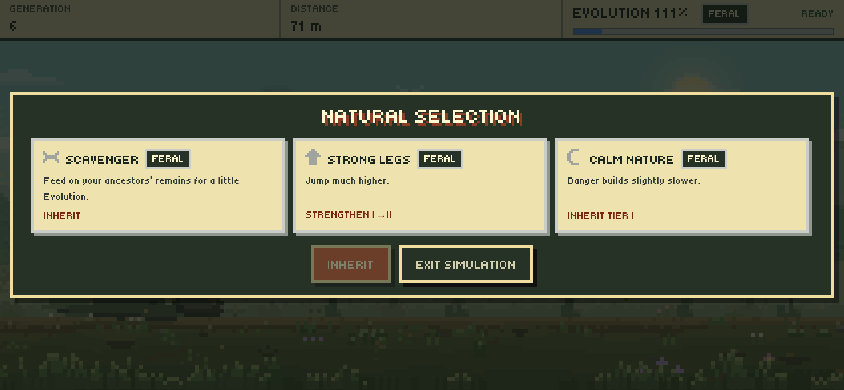 GENERATION
6
DISTANCE
71 m
EVOLUTION 111% FERAL READY
NATURAL SELECTION
SCAVENGER FERAL
Feed on your ancestors' remains for a little
Evolution.
INHERIT
STRONG LEGS FERAL
Jump much higher.
STRENGTHEN I → II
CALM NATURE FERAL
Danger builds slightly slower.
INHERIT TIER I
INHERIT
EXIT SIMULATION